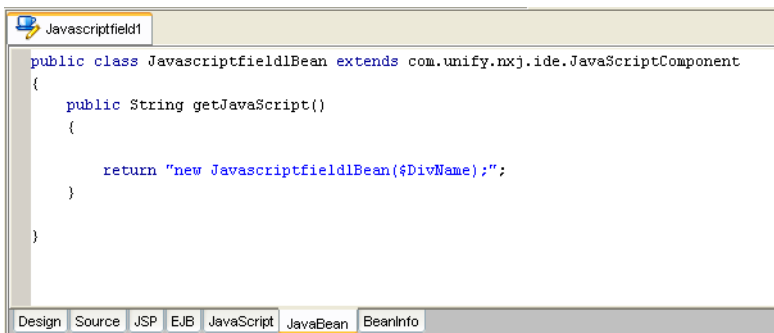 Javascriptfield1
public class Javascriptfield1Bean extends com.unify.nxj.ide.JavaScriptComponent
{
public String getJavaScript()
{
return "new Javascriptfield1Bean($DivName);";
}
}
Design Source JSP EJB JavaScript JavaBean BeanInfo